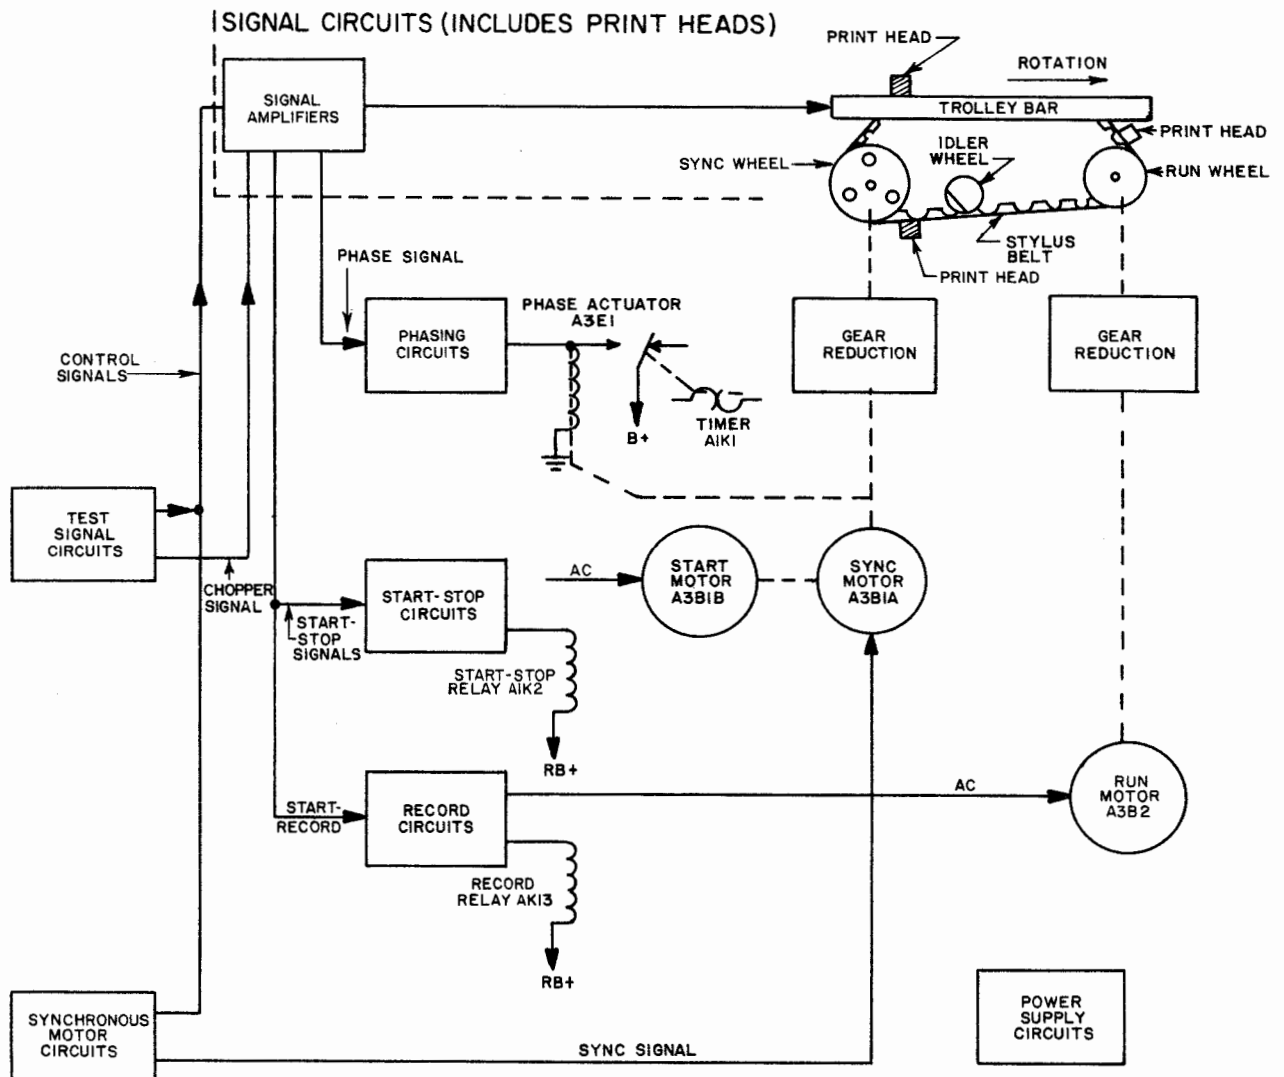 SIGNAL CIRCUITS (INCLUDES PRINT HEADS)
PRINT HEAD
ROTATION
SIGNAL
AMPLIFIERS
TROLLEY BAR
PRINT HEAD
IDLER
WHEEL
SYNC WHEEL
RUN WHEEL
STYLUS
BELT
PRINT HEAD
PHASE SIGNAL
PHASE ACTUATOR
A3E1
PHASING
CIRCUITS
GEAR
REDUCTION
GEAR
REDUCTION
CONTROL
SIGNALS
B+
TIMER
A1K1
TEST
SIGNAL
CIRCUITS
CHOPPER
SIGNAL
START-
STOP
SIGNALS
START-STOP
CIRCUITS
AC
START
MOTOR
A3B1B
SYNC
MOTOR
A3B1A
START-STOP
RELAY A1K2
RB+
START-
RECORD
RECORD
CIRCUITS
AC
RUN
MOTOR
A3B2
RECORD
RELAY AK13
RB+
SYNCHRONOUS
MOTOR
CIRCUITS
SYNC SIGNAL
POWER
SUPPLY
CIRCUITS